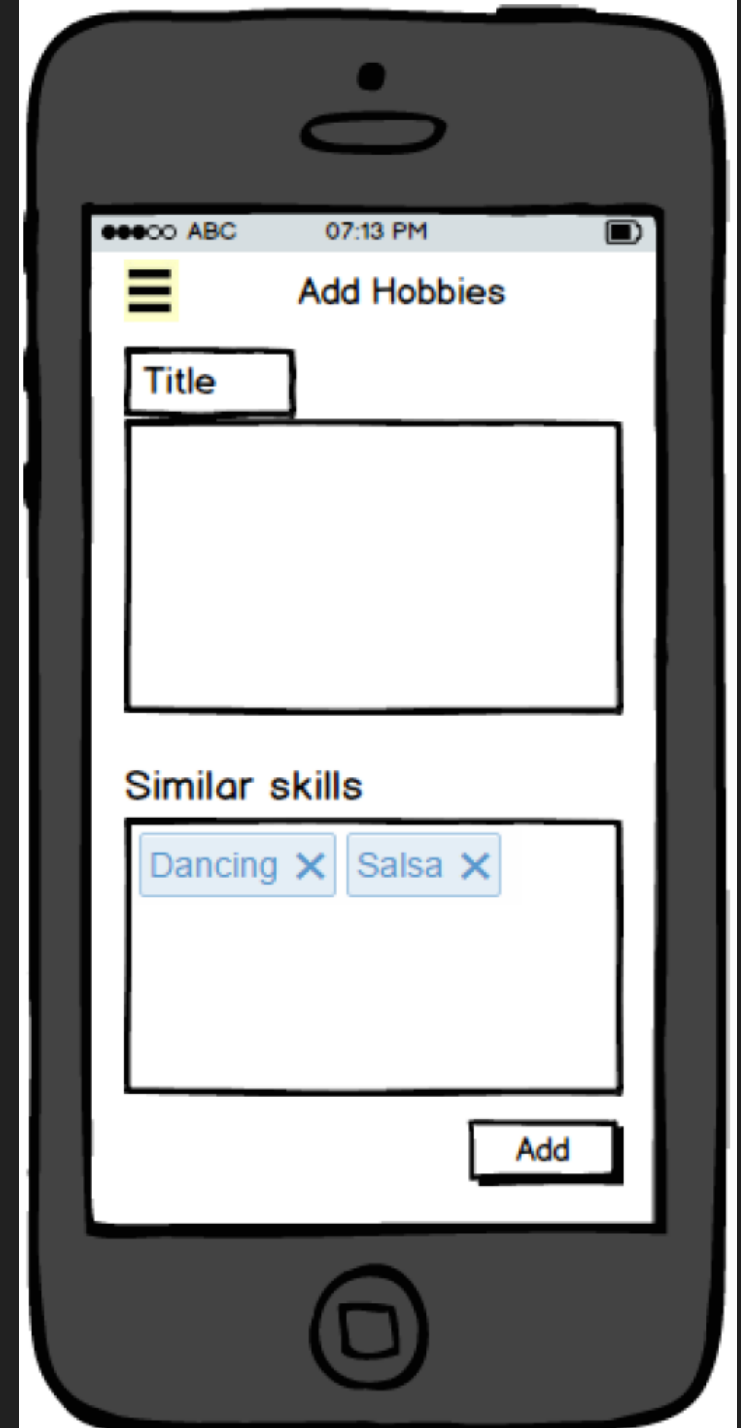 ABC 07:13 PM
Add Hobbies
Title
Similar skills
Dancing Salsa
Add